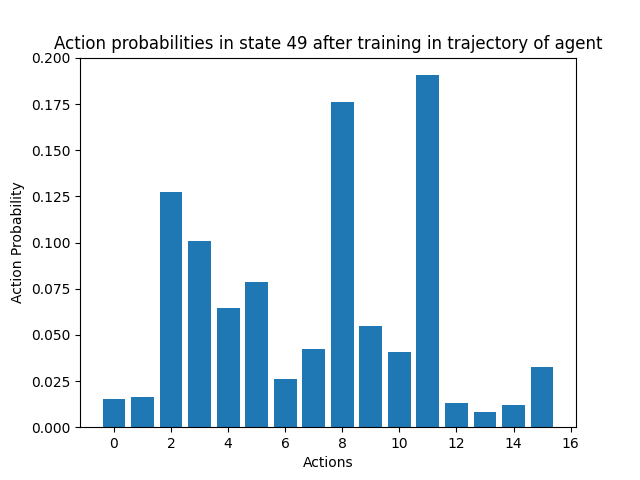 Action probabilities in state 49 after training in trajectory of agent
0.200
0.175
0.150
0.125
0.100
0.075
0.050
0.025
0.000
Action Probability
0 2 4 6 8 10 12 14 16
Actions